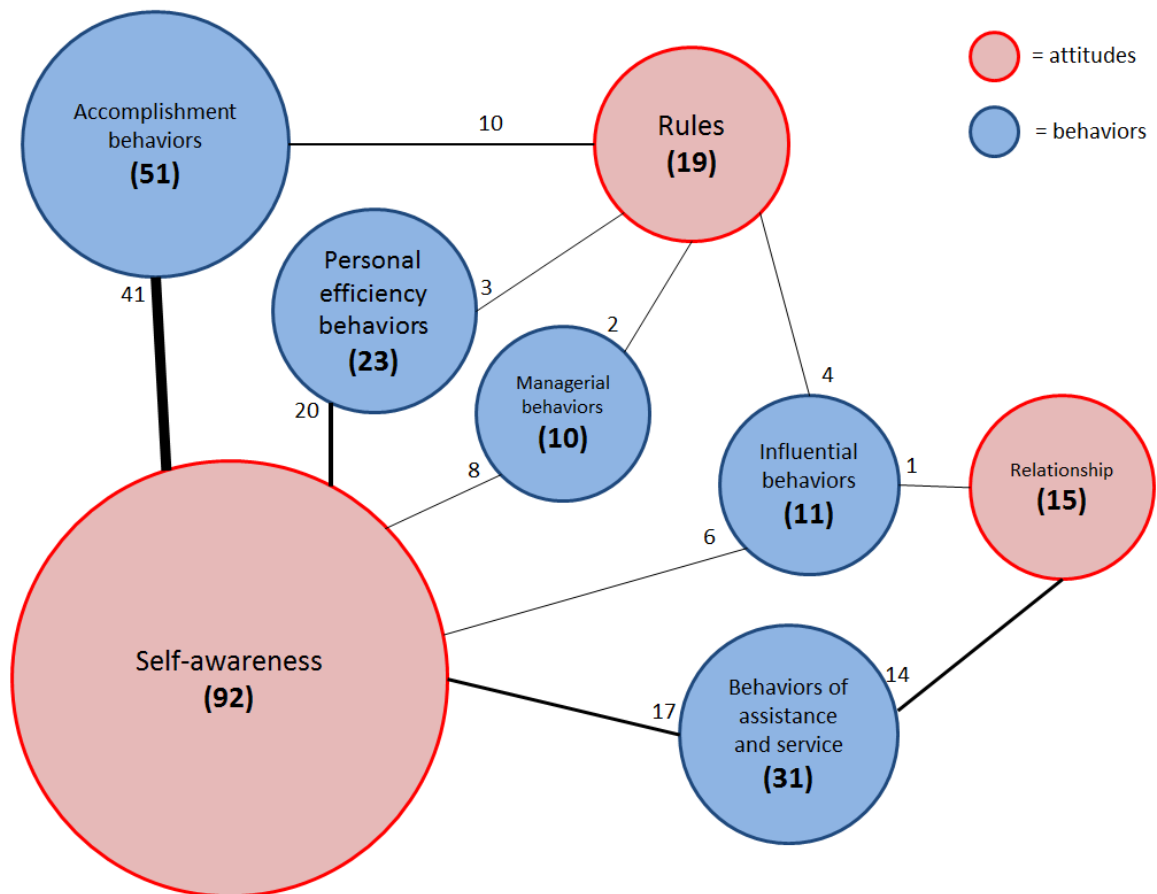 Accomplishment
behaviors
(51)
10
Rules
(19)
= attitudes
= behaviors
41
Personal
efficiency
behaviors
(23)
3
2
20
Managerial
behaviors
(10)
8
4
Influential
behaviors
(11)
1
Relationship
(15)
6
Self-awareness
(92)
17
Behaviors of
assistance
and service
(31)
14